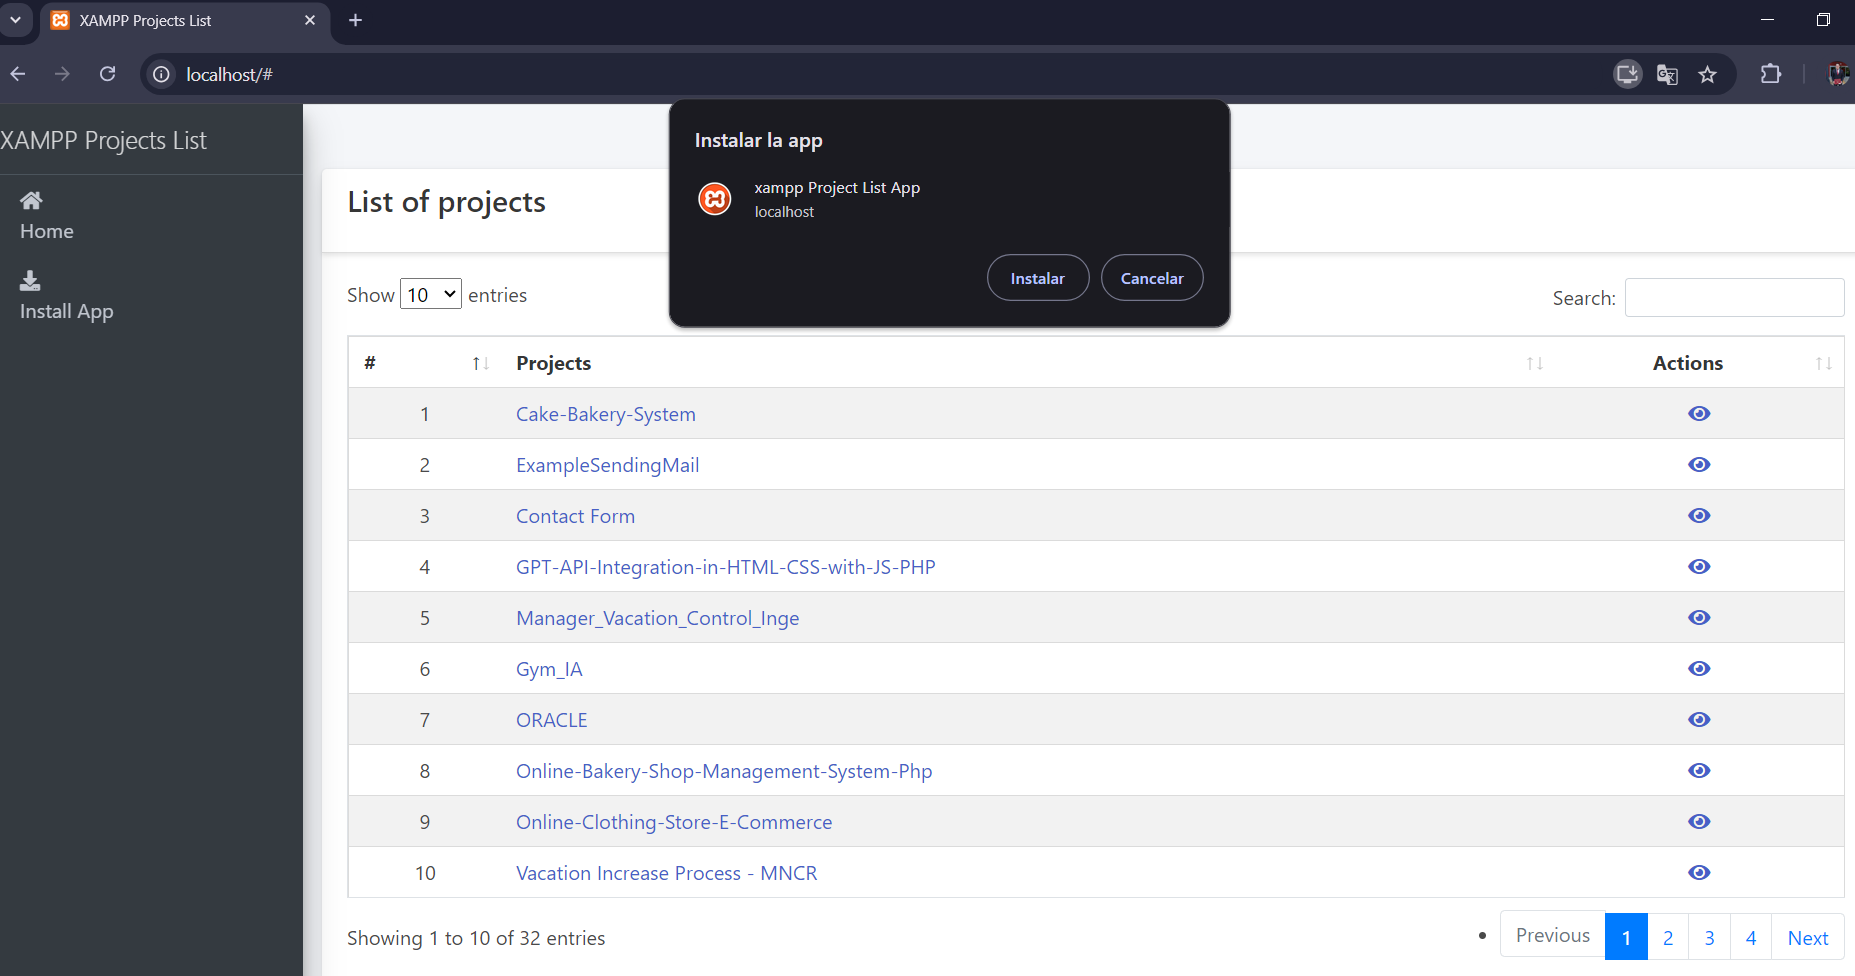 XAMPP Projects List
localhost/#
XAMPP Projects List
Home
Install App
Instalar la app
xampp Project List App
localhost
Instalar Cancelar
List of projects
Show 10 entries
Search:
# Projects Actions
1 Cake-Bakery-System
2 ExampleSendingMail
3 Contact Form
4 GPT-API-Integration-in-HTML-CSS-with-JS-PHP
5 Manager_Vacation_Control_Inge
6 Gym_IA
7 ORACLE
8 Online-Bakery-Shop-Management-System-Php
9 Online-Clothing-Store-E-Commerce
10 Vacation Increase Process - MNCR
Showing 1 to 10 of 32 entries
• Previous 1 2 3 4 Next